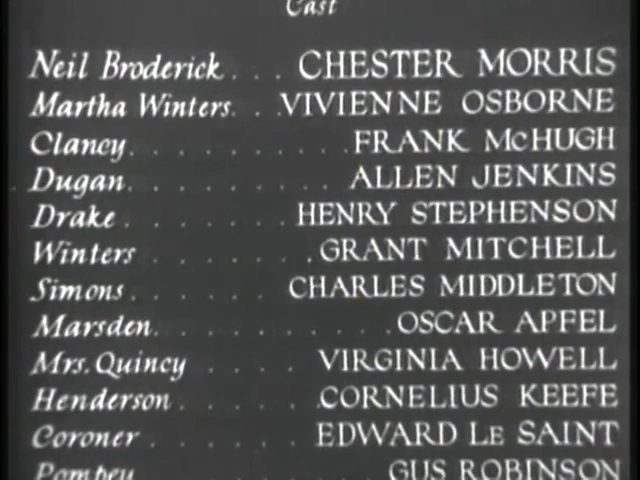 Cast
Neil Broderick . . . CHESTER MORRIS
Martha Winters. . . VIVIENNE OSBORNE
Clancy. . . . . . . . . . FRANK McHUGH
Dugan. . . . . . . . . . ALLEN JENKINS
Drake . . . . . . . HENRY STEPHENSON
Winters . . . . . . . GRANT MITCHELL
Simons . . . . . . CHARLES MIDDLETON
Marsden. . . . . . . . . . OSCAR APFEL
Mrs. Quincy . . . . VIRGINIA HOWELL
Henderson . . . . . CORNELIUS KEEFE
Coroner . . . . . . EDWARD LE SAINT
Pompey . . . . . . . . GUS ROBINSON